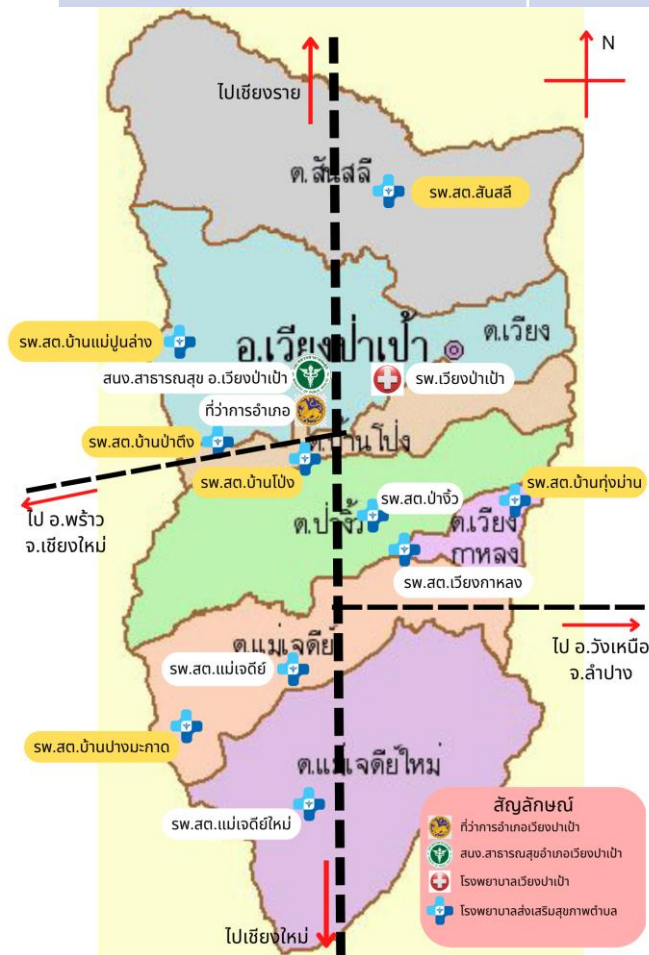 N
ไปเชียงราย
ต.สันสลี
รพ.สต.สันสลี
รพ.สต.บ้านแม่ปูนล่าง
อ.เวียงป่าเป้า
ต.เวียง
สนง.สาธารณสุข อ.เวียงป่าเป้า
รพ.เวียงป่าเป้า
ที่ว่าการอำเภอ
รพ.สต.บ้านป่าตึง
ต.บ้านโป่ง
รพ.สต.บ้านโป่ง
รพ.สต.บ้านทุ่งม่าน
ไป อ.พร้าว
จ.เชียงใหม่
รพ.สต.ป่างิ้ว
ต.ป่างิ้ว
ต.เวียง
กาหลง
รพ.สต.เวียงกาหลง
ต.แม่เจดีย์
ไป อ.วังเหนือ
จ.ลำปาง
รพ.สต.แม่เจดีย์
รพ.สต.บ้านปางมะกาด
ต.แม่เจดีย์ใหม่
รพ.สต.แม่เจดีย์ใหม่
ไปเชียงใหม่
สัญลักษณ์
ที่ว่าการอำเภอเวียงป่าเป้า
สนง.สาธารณสุขอำเภอเวียงป่าเป้า
โรงพยาบาลเวียงป่าเป้า
โรงพยาบาลส่งเสริมสุขภาพตำบล